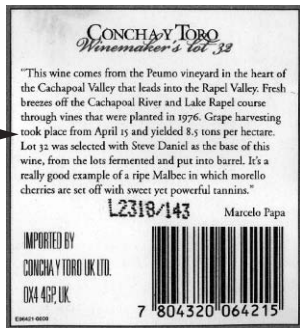 CONCHA Y TORO
Winemaker's lot 32
“This wine comes from the Peumo vineyard in the heart of
the Cachapoal Valley that leads into the Rapel Valley. Fresh
breezes off the Cachapoal River and Lake Rapel course
through vines that were planted in 1976. Grape harvesting
took place from April 15 and yielded 8.5 tons per hectare.
Lot 32 was selected with Steve Daniel as the base of this
wine, from the lots fermented and put into barrel. It’s a
really good example of a ripe Malbec in which morello
cherries are set off with sweet yet powerful tannins.”
L2318/143
Marcelo Papa
IMPORTED BY
CONCHA Y TORO UK LTD.
OX4 4GP, UK.
7 804320 064215